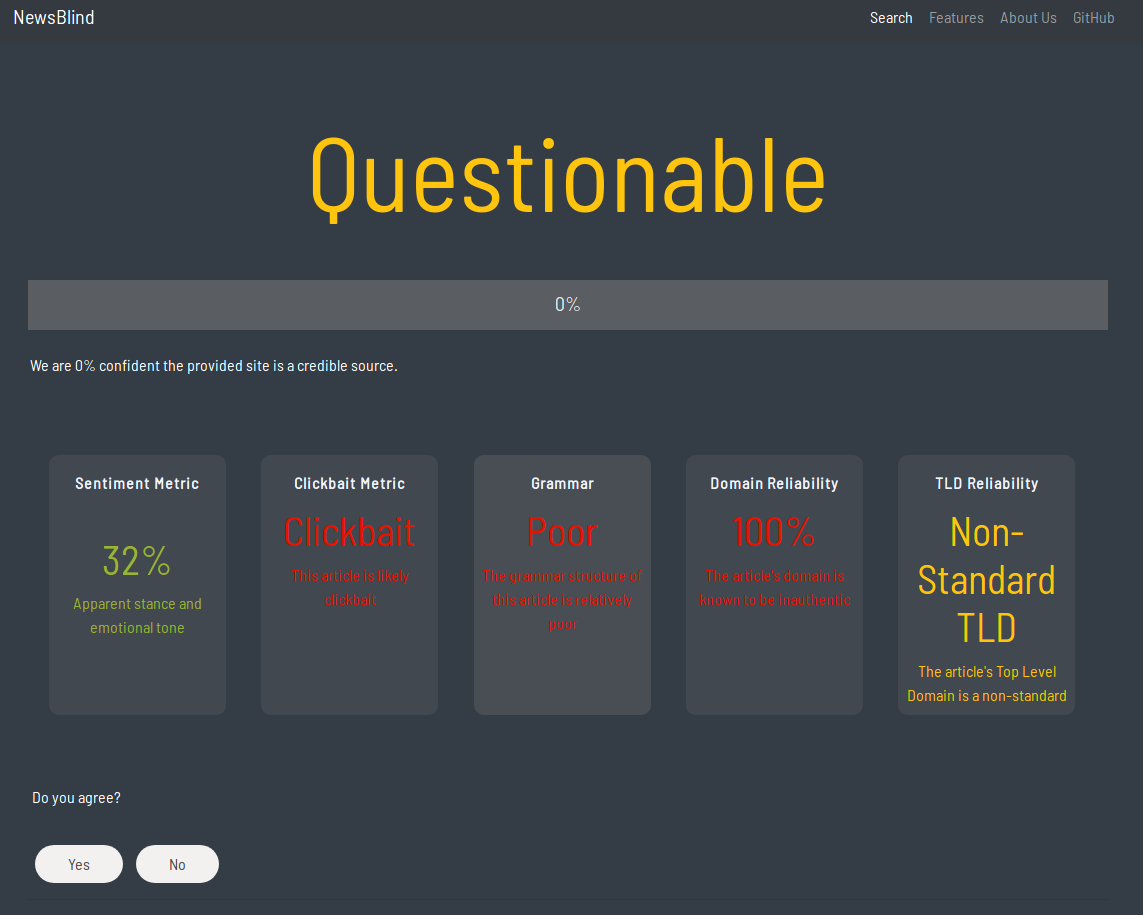 NewsBlind
Search Features About Us GitHub
Questionable
0%
We are 0% confident the provided site is a credible source.
Sentiment Metric
32%
Apparent stance and
emotional tone
Clickbait Metric
Clickbait
This article is likely
clickbait
Grammar
Poor
The grammar structure of
this article is relatively
poor
Domain Reliability
100%
The article's domain is
known to be inauthentic
TLD Reliability
Non-
Standard
TLD
The article's Top Level
Domain is a non-standard
Do you agree?
Yes No